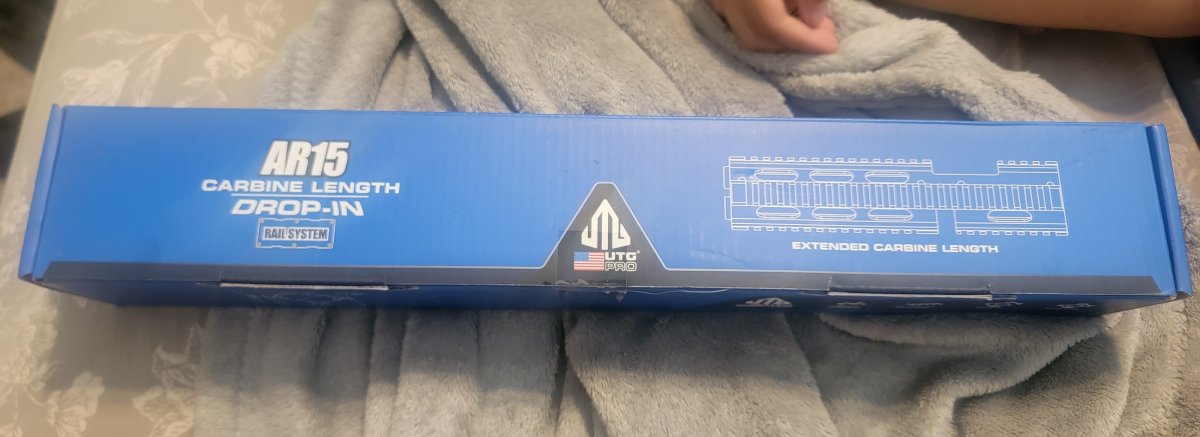 AR15
CARBINE LENGTH
DROP-IN
RAIL SYSTEM
UTG
PRO
EXTENDED CARBINE LENGTH